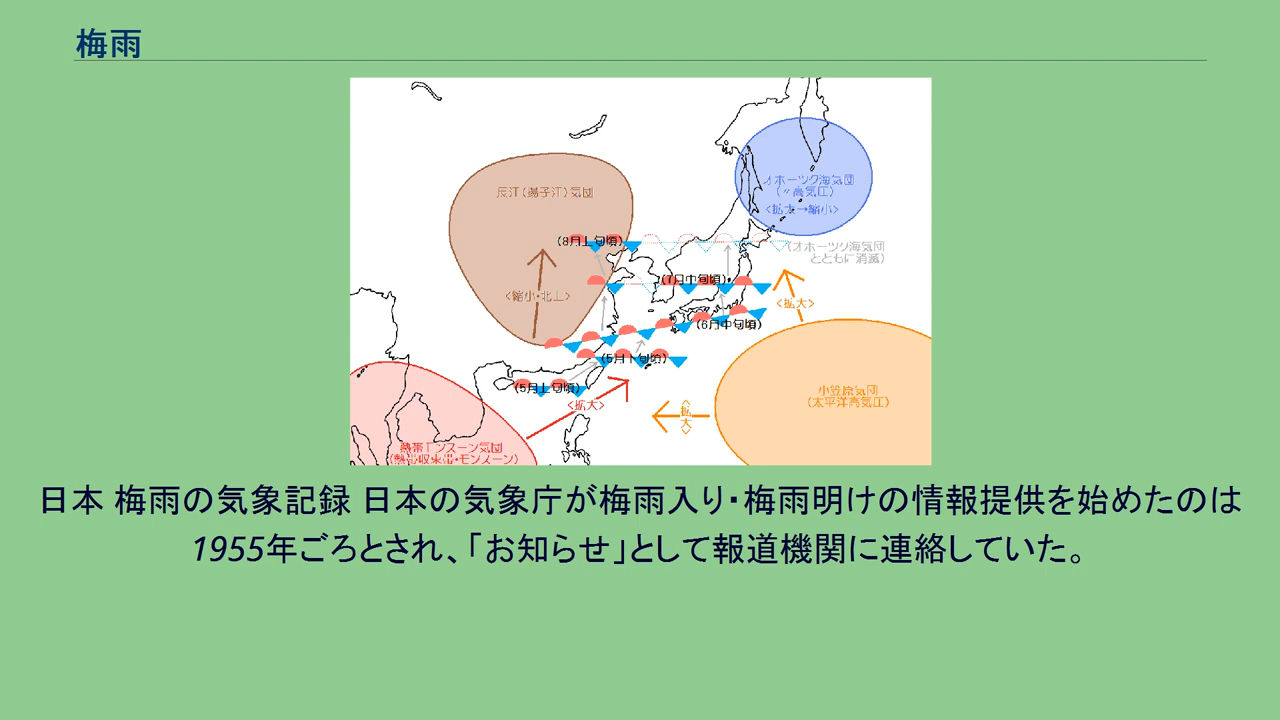 梅雨
長江(揚子江)気団
オホーツク海気団
(〃高気圧)
<拡大→縮小>
(8月上旬頃)
(オホーツク海気団
とともに消滅)
(7月中旬頃)
<縮小・北上>
<拡大>
(6月中旬頃)
(5月下旬頃)
(5月上旬頃)
<拡大>
<拡大>
小笠原気団
(太平洋高気圧)
熱帯モンスーン気団
(熱帯収束帯・モンスーン)
日本 梅雨の気象記録 日本の気象庁が梅雨入り・梅雨明けの情報提供を始めたのは
1955年ごろとされ、「お知らせ」として報道機関に連絡していた。